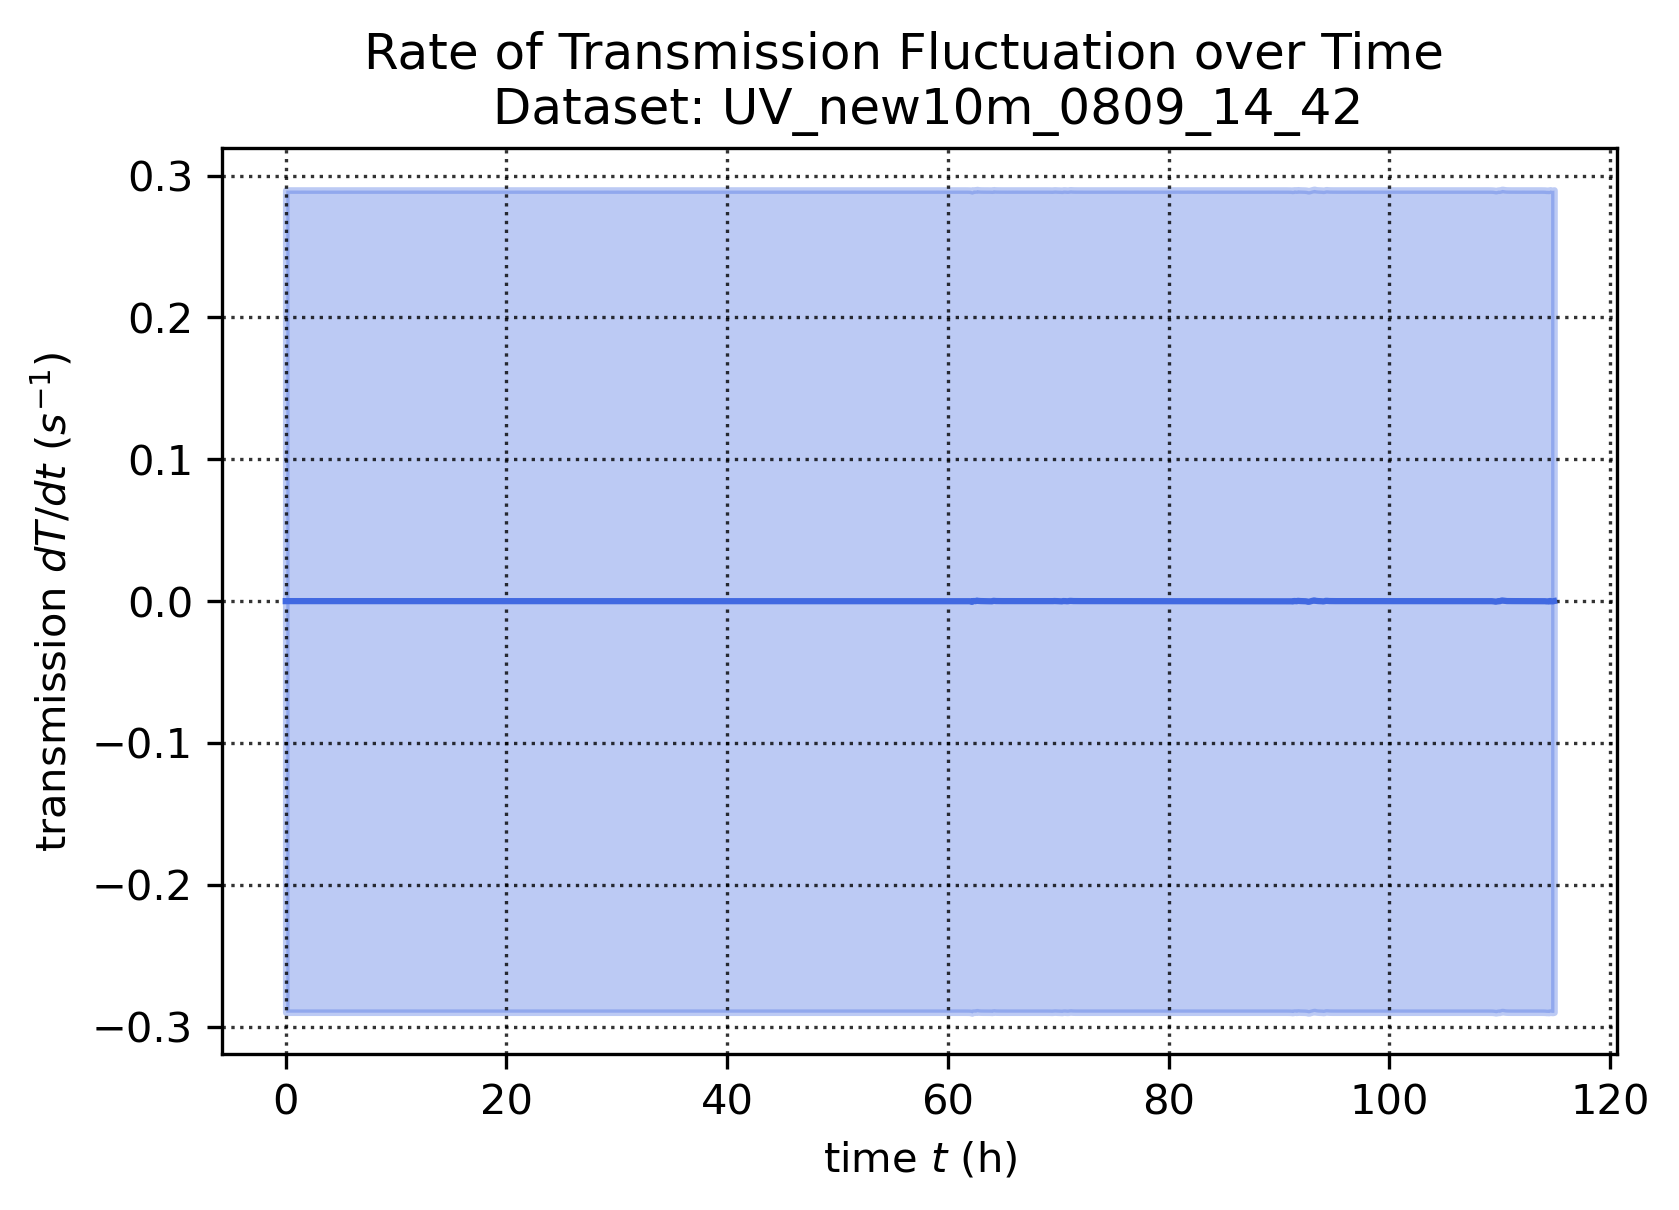 Rate of Transmission Fluctuation over Time
Dataset: UV_new10m_0809_14_42
transmission dT/dt (s⁻¹)
0.3
0.2
0.1
0.0
−0.1
−0.2
−0.3
0 20 40 60 80 100 120
time t (h)